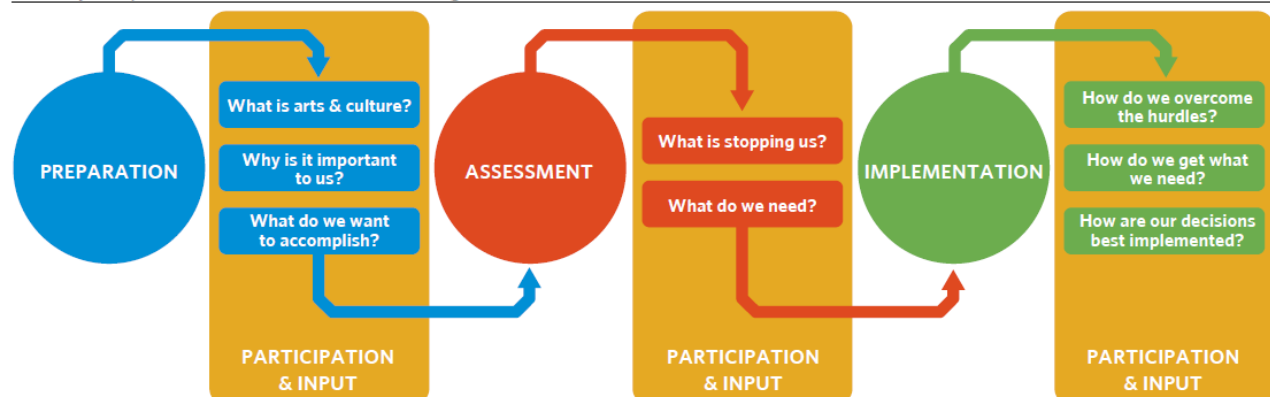 PREPARATION
What is arts & culture?
Why is it important
to us?
What do we want
to accomplish?
PARTICIPATION
& INPUT
ASSESSMENT
What is stopping us?
What do we need?
PARTICIPATION
& INPUT
IMPLEMENTATION
How do we overcome
the hurdles?
How do we get what
we need?
How are our decisions
best implemented?
PARTICIPATION
& INPUT